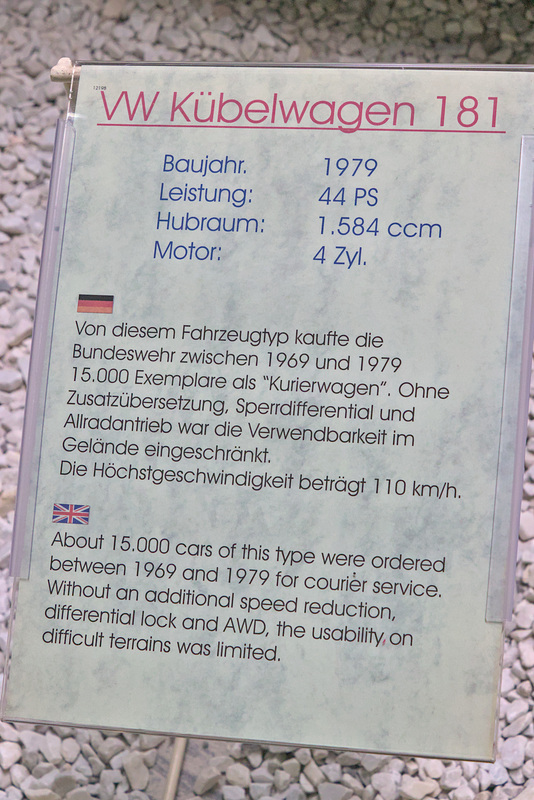 VW Kübelwagen 181
Baujahr. 1979
Leistung: 44 PS
Hubraum: 1.584 ccm
Motor: 4 Zyl.
Von diesem Fahrzeugtyp kaufte die
Bundeswehr zwischen 1969 und 1979
15.000 Exemplare als "Kurierwagen". Ohne
Zusatzübersetzung, Sperrdifferential und
Allradantrieb war die Verwendbarkeit im
Gelände eingeschränkt.
Die Höchstgeschwindigkeit beträgt 110 km/h.
About 15.000 cars of this type were ordered
between 1969 and 1979 for courier service.
Without an additional speed reduction,
differential lock and AWD, the usability on
difficult terrains was limited.